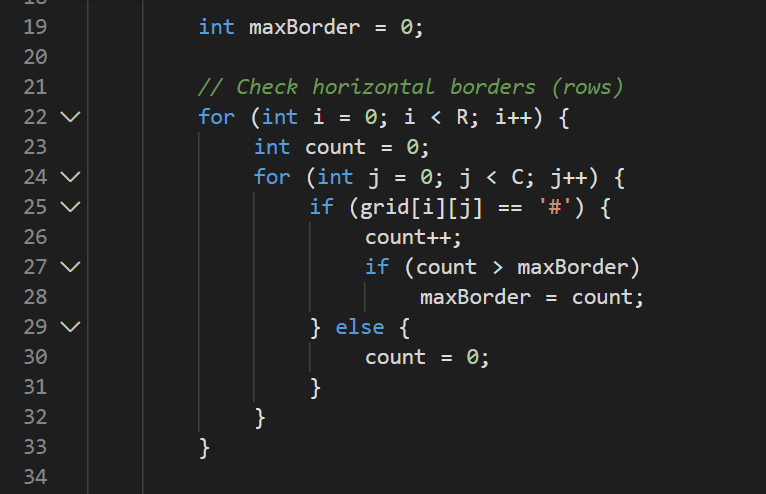 19 int maxBorder = 0;
20
21 // Check horizontal borders (rows)
22 for (int i = 0; i < R; i++) {
23 int count = 0;
24 for (int j = 0; j < C; j++) {
25 if (grid[i][j] == '#') {
26 count++;
27 if (count > maxBorder)
28 maxBorder = count;
29 } else {
30 count = 0;
31 }
32 }
33 }
34